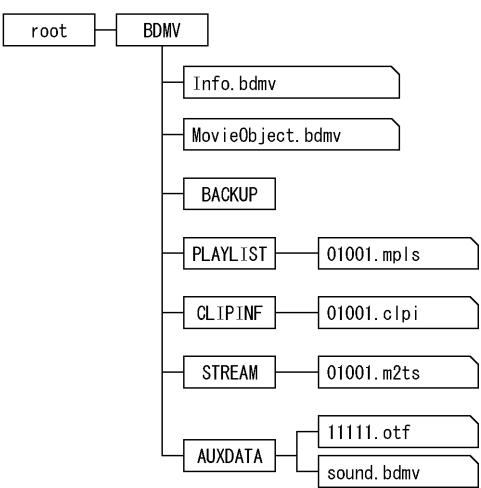 root BDMV
Info.bdmv
MovieObject.bdmv
BACKUP
PLAYLIST 01001.mpls
CLIPINF 01001.clpi
STREAM 01001.m2ts
11111.otf
AUXDATA
sound.bdmv